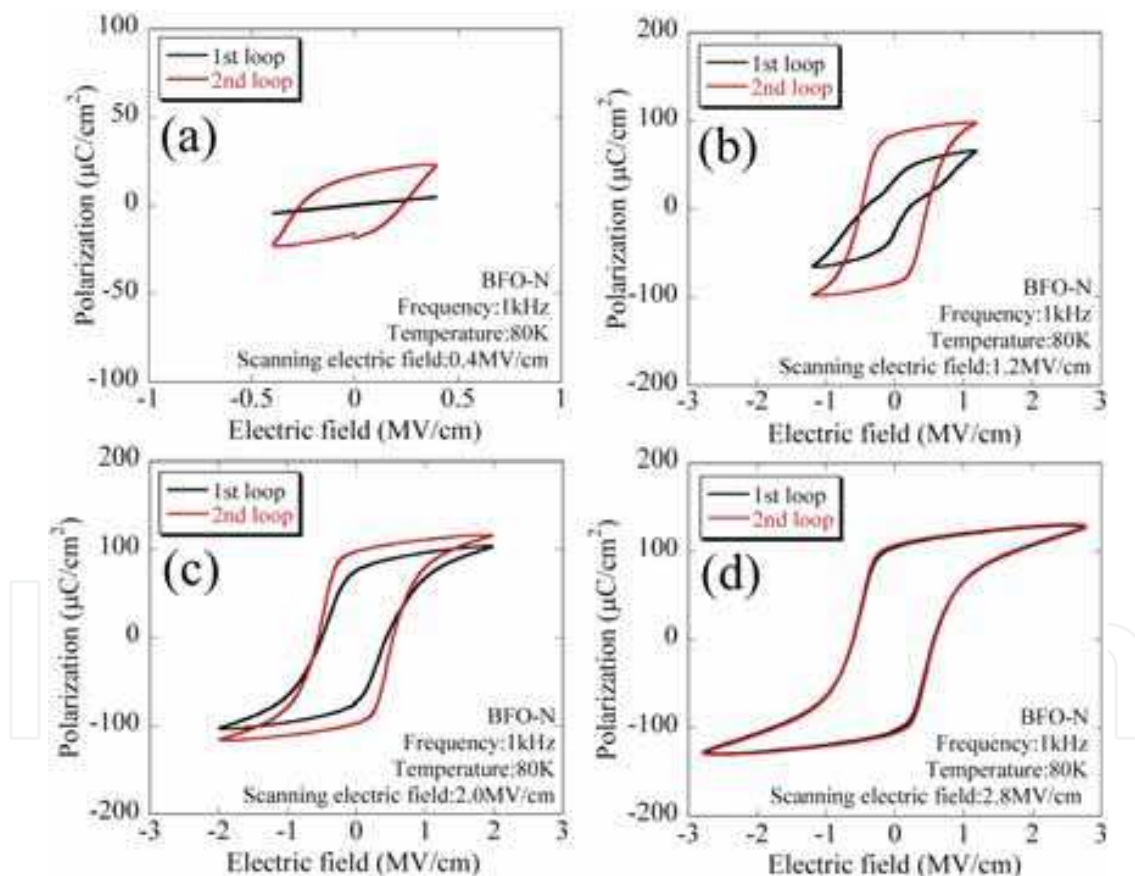 100
50
0
-50
-100
Polarization (μC/cm²)
1st loop
2nd loop
(a)
BFO-N
Frequency:1kHz
Temperature:80K
Scanning electric field:0.4MV/cm
-1
-0.5
0
0.5
1
Electric field (MV/cm)
200
100
0
-100
-200
Polarization (μC/cm²)
1st loop
2nd loop
(b)
BFO-N
Frequency:1kHz
Temperature:80K
Scanning electric field:1.2MV/cm
-3
-2
-1
0
1
2
3
Electric field (MV/cm)
200
100
0
-100
-200
Polarization (μC/cm²)
1st loop
2nd loop
(c)
BFO-N
Frequency:1kHz
Temperature:80K
Scanning electric field:2.0MV/cm
-3
-2
-1
0
1
2
3
Electric field (MV/cm)
200
100
0
-100
-200
Polarization (μC/cm²)
1st loop
2nd loop
(d)
BFO-N
Frequency:1kHz
Temperature:80K
Scanning electric field:2.8MV/cm
-3
-2
-1
0
1
2
3
Electric field (MV/cm)